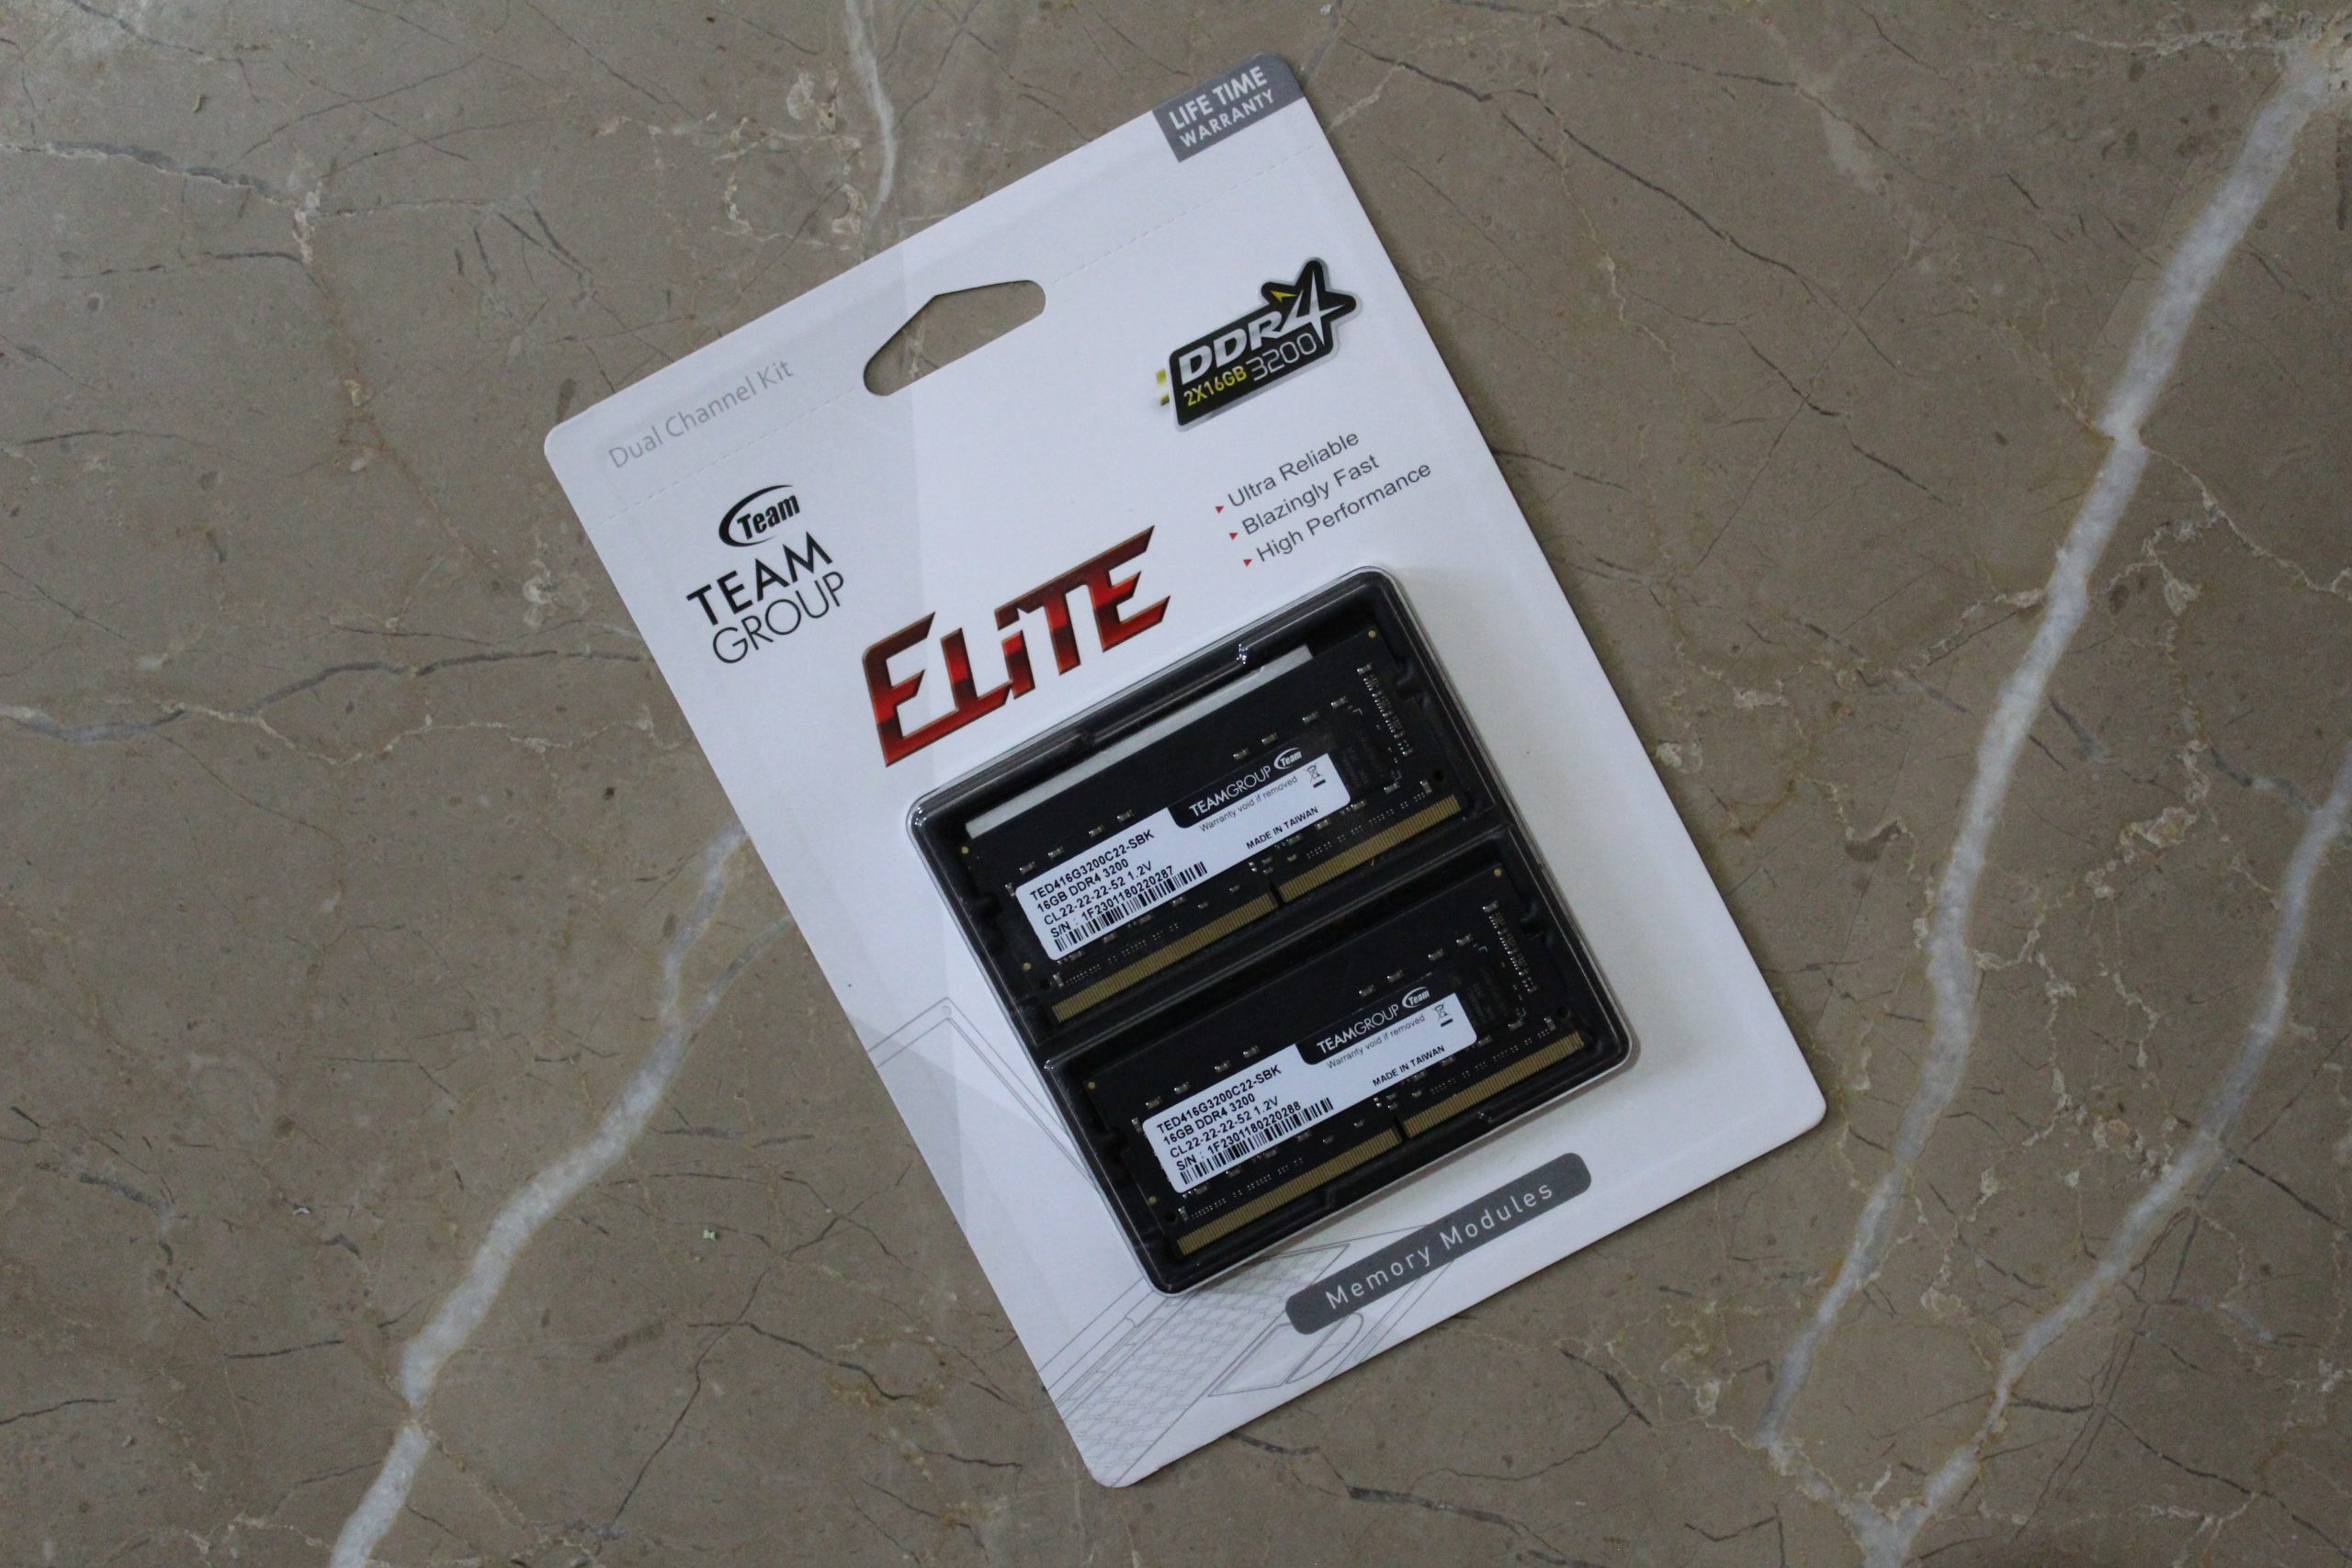 LIFE TIME
WARRANTY
Dual Channel Kit
DDR4
2X16GB 3200
Team
TEAM
GROUP
Ultra Reliable
Blazingly Fast
High Performance
ELiTE
TEAMGROUP Team
Warranty void if removed
TED416G3200C22-SBK
16GB DDR4 3200
CL22-22-22-52 1.2V
S/N : 1F2301180220287
MADE IN TAIWAN
TEAMGROUP Team
Warranty void if removed
TED416G3200C22-SBK
16GB DDR4 3200
CL22-22-22-52 1.2V
S/N : 1F2301180220288
MADE IN TAIWAN
Memory Modules